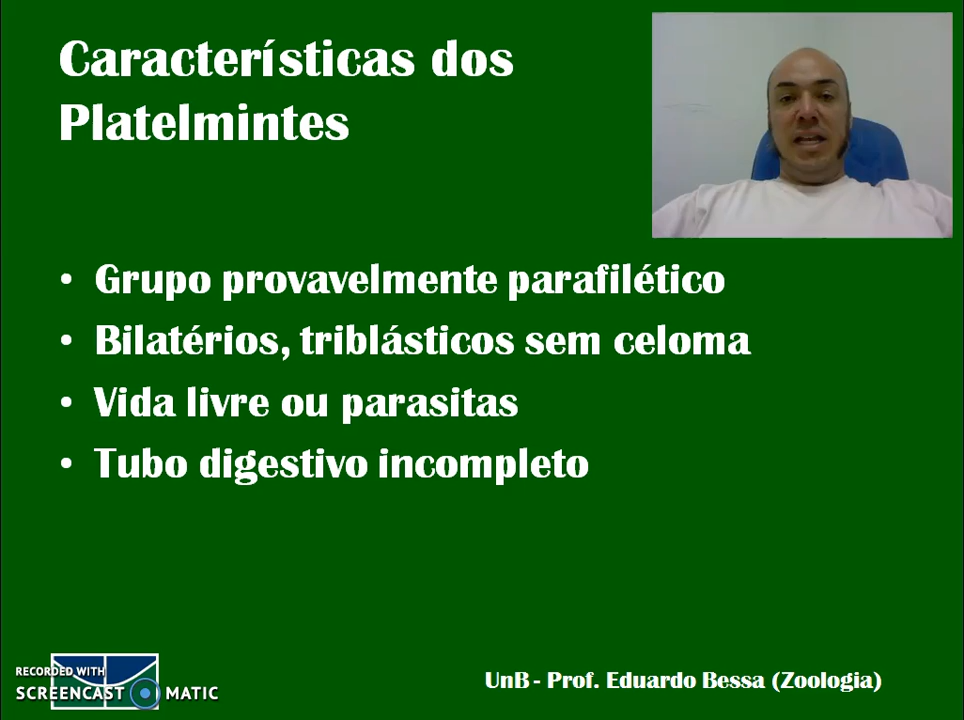 Características dos
Platelmintes
• Grupo provavelmente parafilético
• Bilatérios, triblásticos sem celoma
• Vida livre ou parasitas
• Tubo digestivo incompleto
RECORDED WITH
SCREENCAST MATIC
UnB - Prof. Eduardo Bessa (Zoologia)